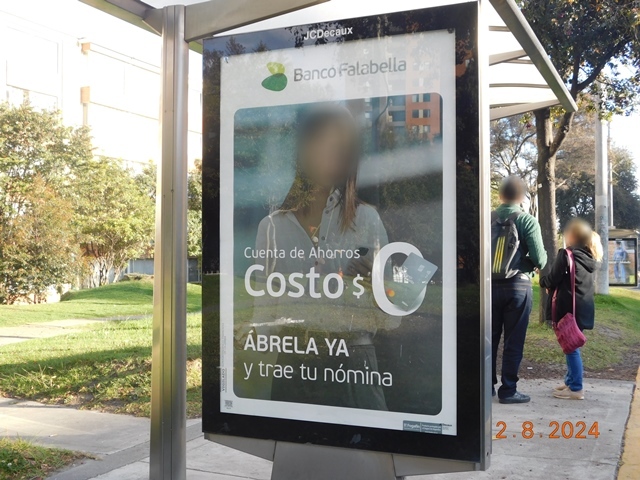 JCDecaux
Banco Falabella
Cuenta de Ahorros
Costo $0
ÁBRELA YA
y trae tu nómina
2.8.2024